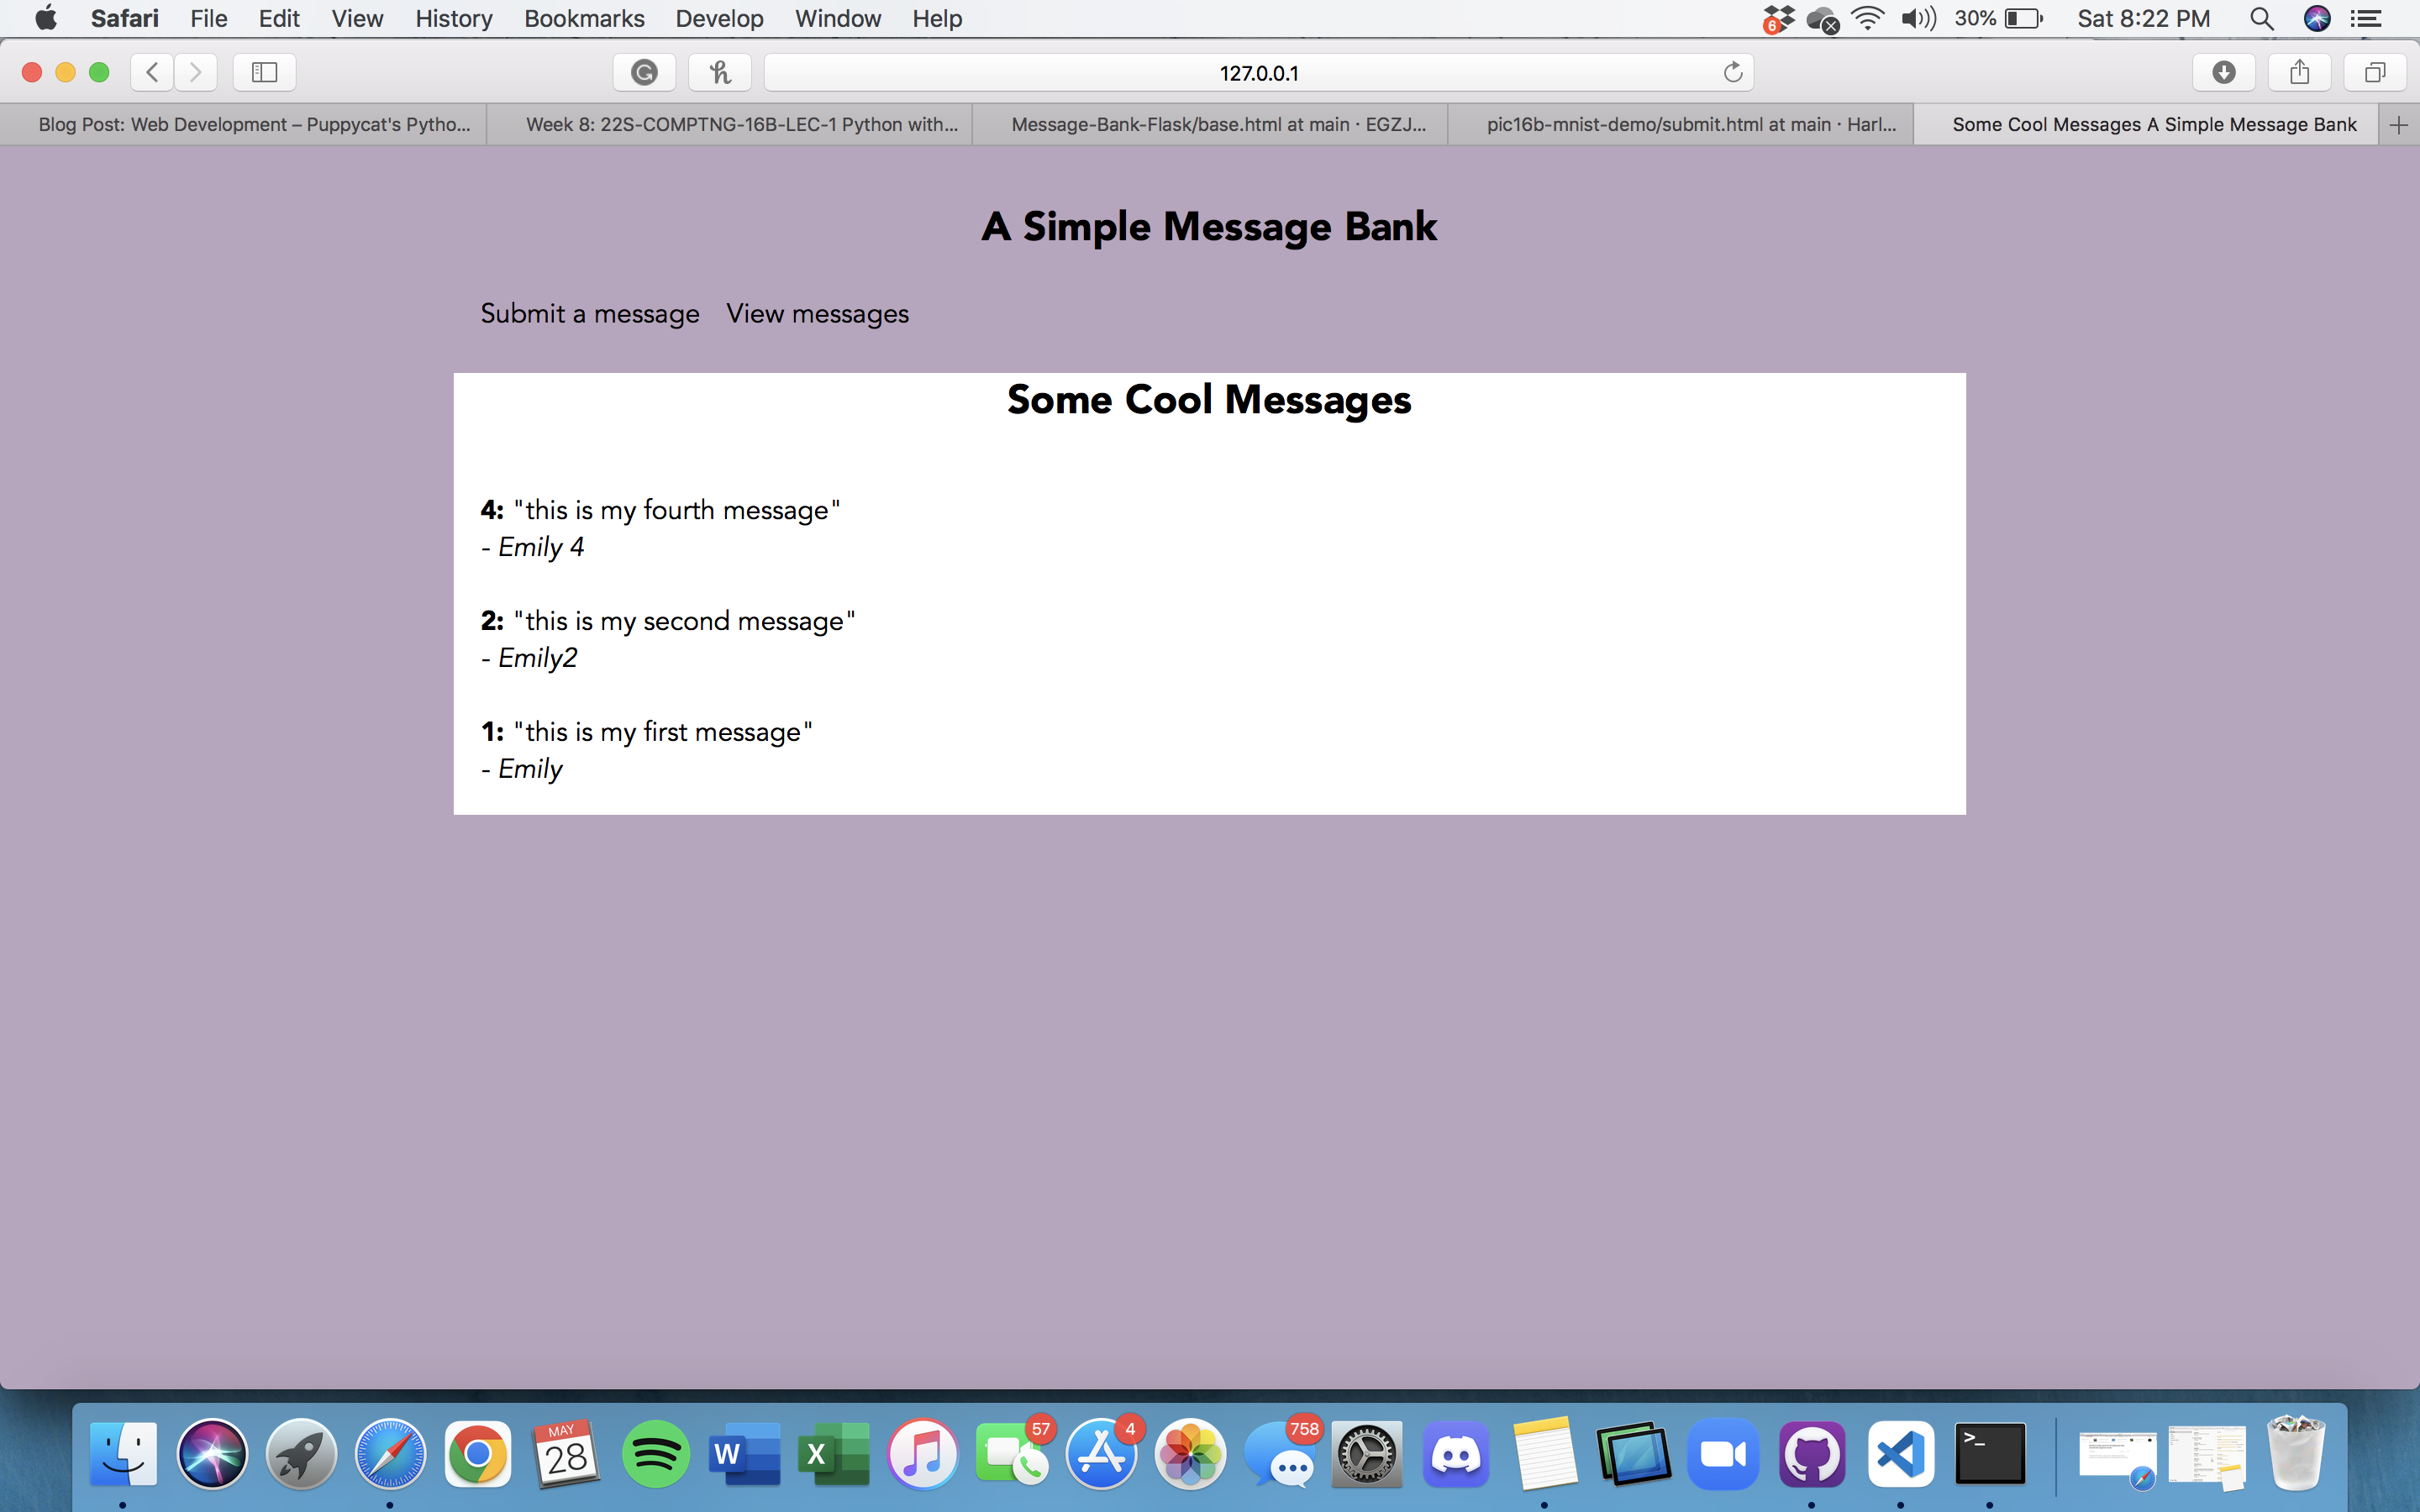 Safari File Edit View History Bookmarks Develop Window Help 6 30% Sat 8:22 PM
127.0.0.1
Blog Post: Web Development – Puppycat's Pytho... Week 8: 22S-COMPTNG-16B-LEC-1 Python with... Message-Bank-Flask/base.html at main · EGZJ... pic16b-mnist-demo/submit.html at main · Harl... Some Cool Messages A Simple Message Bank
A Simple Message Bank
Submit a message View messages
Some Cool Messages
4: "this is my fourth message"
- Emily 4
2: "this is my second message"
- Emily2
1: "this is my first message"
- Emily
MAY 57 4 758
28 W X >_